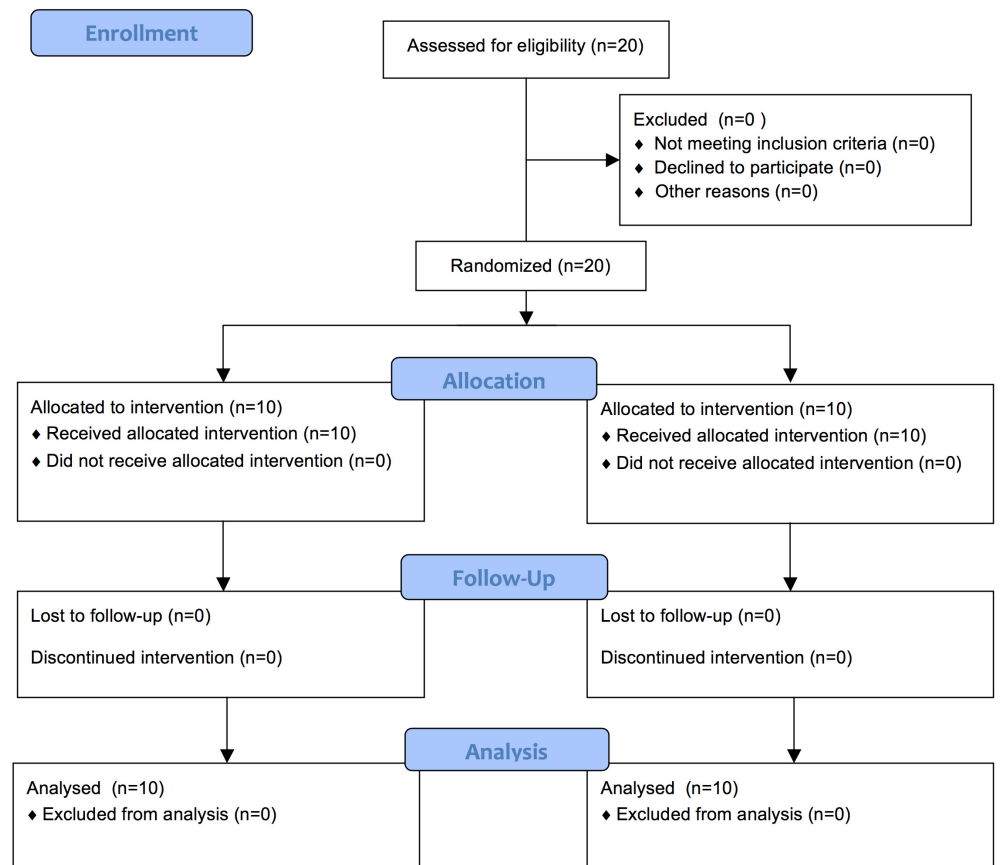 Enrollment
Assessed for eligibility (n=20)
Excluded (n=0 )
♦ Not meeting inclusion criteria (n=0)
♦ Declined to participate (n=0)
♦ Other reasons (n=0)
Randomized (n=20)
Allocation
Allocated to intervention (n=10)
♦ Received allocated intervention (n=10)
♦ Did not receive allocated intervention (n=0)
Allocated to intervention (n=10)
♦ Received allocated intervention (n=10)
♦ Did not receive allocated intervention (n=0)
Follow-Up
Lost to follow-up (n=0)
Discontinued intervention (n=0)
Lost to follow-up (n=0)
Discontinued intervention (n=0)
Analysis
Analysed (n=10)
♦ Excluded from analysis (n=0)
Analysed (n=10)
♦ Excluded from analysis (n=0)